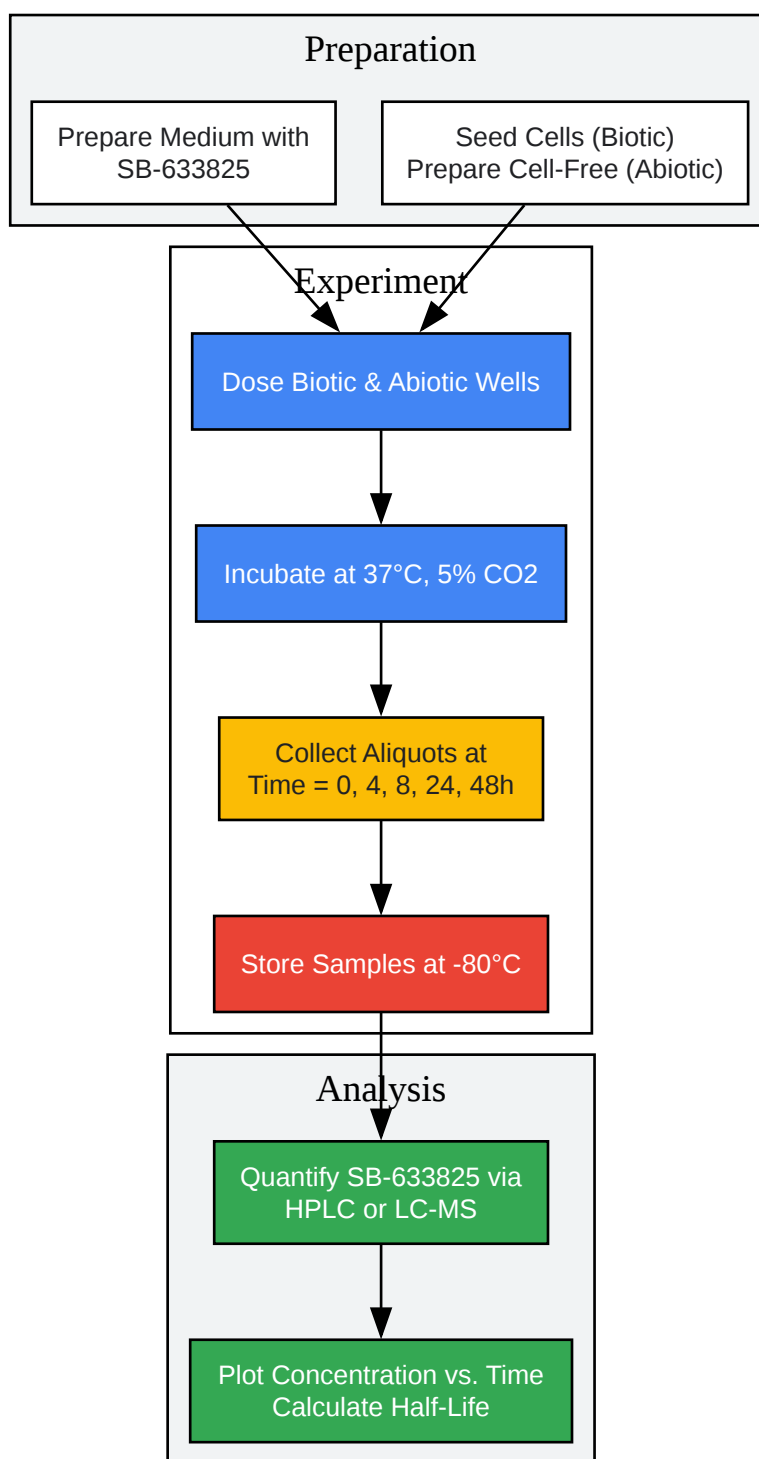 Preparation
Prepare Medium with
SB-633825
Seed Cells (Biotic)
Prepare Cell-Free (Abiotic)
Experiment
Dose Biotic & Abiotic Wells
Incubate at 37°C, 5% CO2
Collect Aliquots at
Time = 0, 4, 8, 24, 48h
Store Samples at -80°C
Analysis
Quantify SB-633825 via
HPLC or LC-MS
Plot Concentration vs. Time
Calculate Half-Life